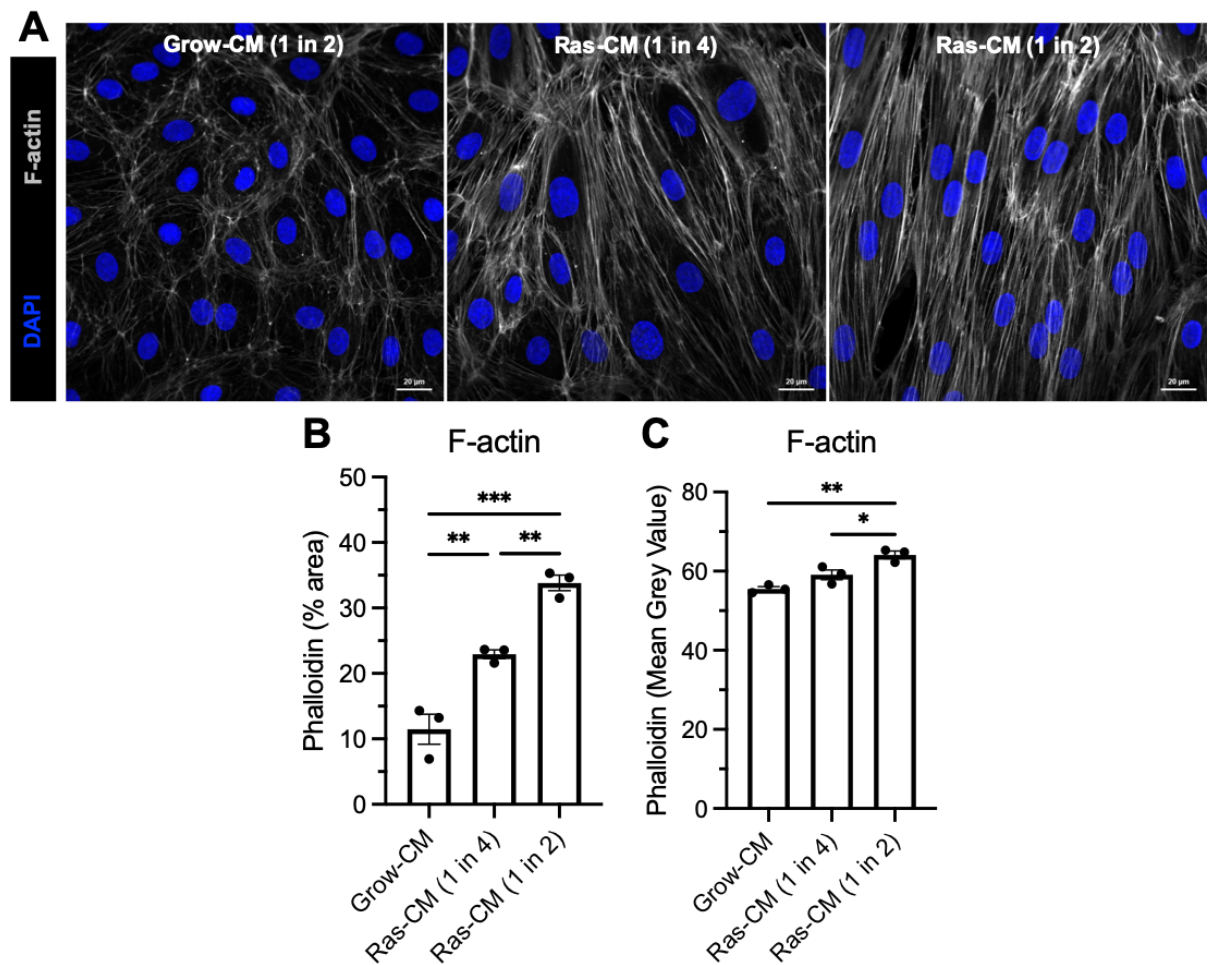 A
Grow-CM (1 in 2)
Ras-CM (1 in 4)
Ras-CM (1 in 2)
F-actin
DAPI
20 µm
20 µm
20 µm
B
F-actin
Phalloidin (% area)
50
40
30
20
10
0
***
**
**
Grow-CM
Ras-CM (1 in 4)
Ras-CM (1 in 2)
C
F-actin
Phalloidin (Mean Grey Value)
80
60
40
20
0
**
*
Grow-CM
Ras-CM (1 in 4)
Ras-CM (1 in 2)